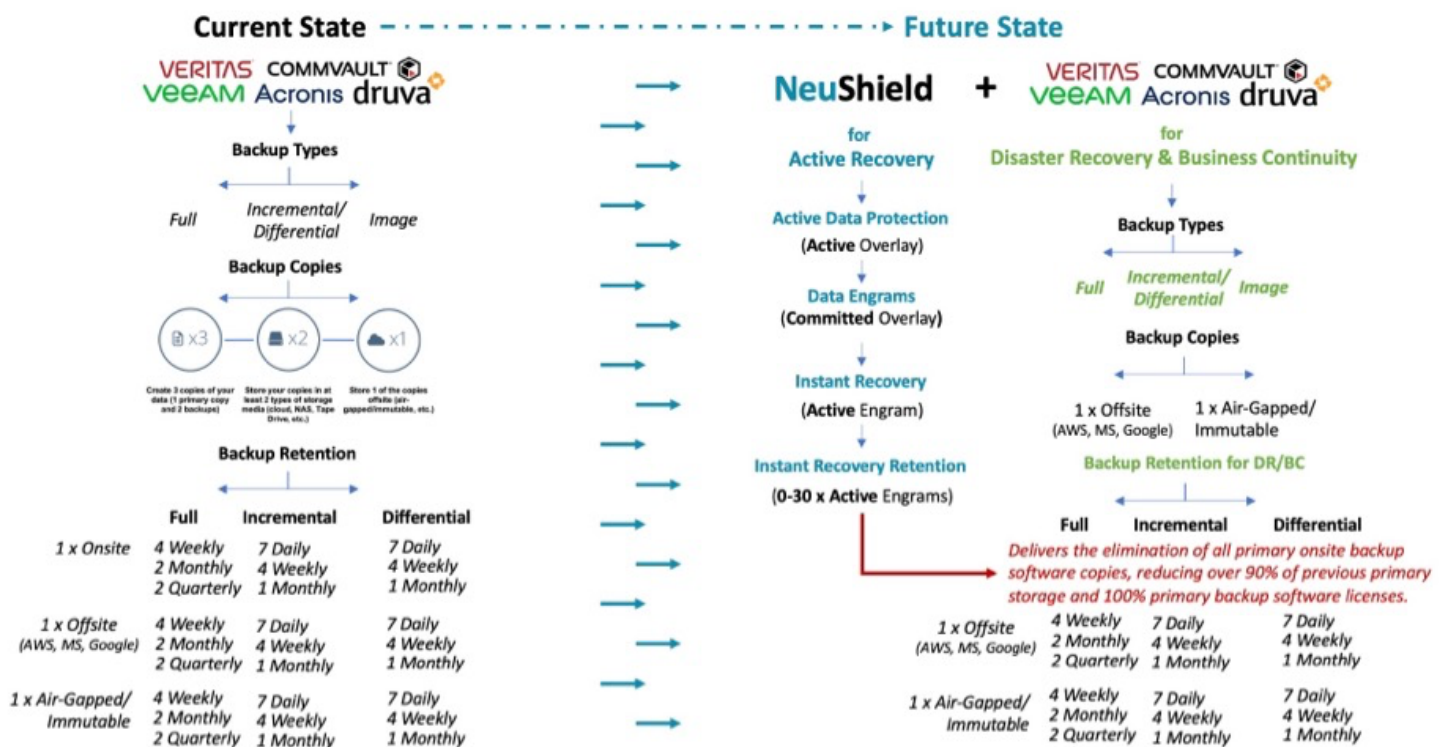 Current State
Future State
VERITAS COMMVAULT
veeAM Acronis druva
Backup Types
Full
Incremental/
Differential
Image
Backup Copies
x3
x2
x1
Create 3 copies of your
data (1 primary copy
and 2 backups)
Store your copies in at
least 2 types of storage
media (cloud, NAS, Tape
Drive, etc.)
Store 1 of the copies
offsite (air-
gapped/immutable, etc.)
Backup Retention
Full Incremental Differential
1 x Onsite 4 Weekly 7 Daily 7 Daily
2 Monthly 4 Weekly 4 Weekly
2 Quarterly 1 Monthly 1 Monthly
1 x Offsite 4 Weekly 7 Daily 7 Daily
(AWS, MS, Google) 2 Monthly 4 Weekly 4 Weekly
2 Quarterly 1 Monthly 1 Monthly
1 x Air-Gapped/ 4 Weekly 7 Daily 7 Daily
Immutable 2 Monthly 4 Weekly 4 Weekly
2 Quarterly 1 Monthly 1 Monthly
NeuShield +
for
Active Recovery
Active Data Protection
(Active Overlay)
Data Engrams
(Committed Overlay)
Instant Recovery
(Active Engram)
Instant Recovery Retention
(0-30 x Active Engrams)
VERITAS COMMVAULT
veeAM Acronis druva
for
Disaster Recovery & Business Continuity
Backup Types
Full
Incremental/
Differential
Image
Backup Copies
1 x Offsite
(AWS, MS, Google)
1 x Air-Gapped/
Immutable
Backup Retention for DR/BC
Full Incremental Differential
Delivers the elimination of all primary onsite backup
software copies, reducing over 90% of previous primary
storage and 100% primary backup software licenses.
1 x Offsite 4 Weekly 7 Daily 7 Daily
(AWS, MS, Google) 2 Monthly 4 Weekly 4 Weekly
2 Quarterly 1 Monthly 1 Monthly
1 x Air-Gapped/ 4 Weekly 7 Daily 7 Daily
Immutable 2 Monthly 4 Weekly 4 Weekly
2 Quarterly 1 Monthly 1 Monthly